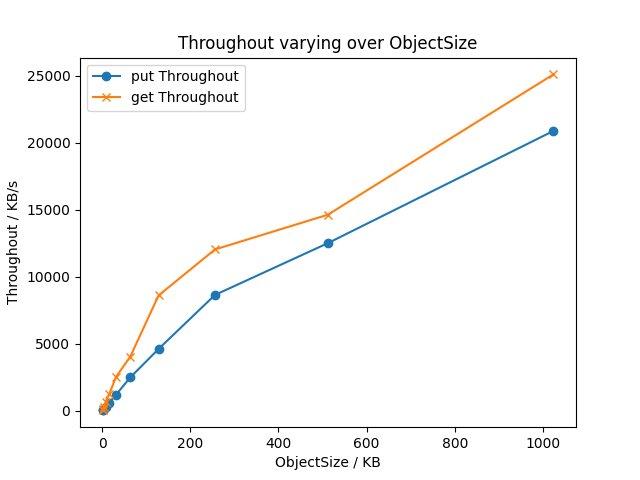 Throughout varying over ObjectSize
put Throughout
get Throughout
25000
20000
15000
10000
5000
0
Throughout / KB/s
0 200 400 600 800 1000
ObjectSize / KB